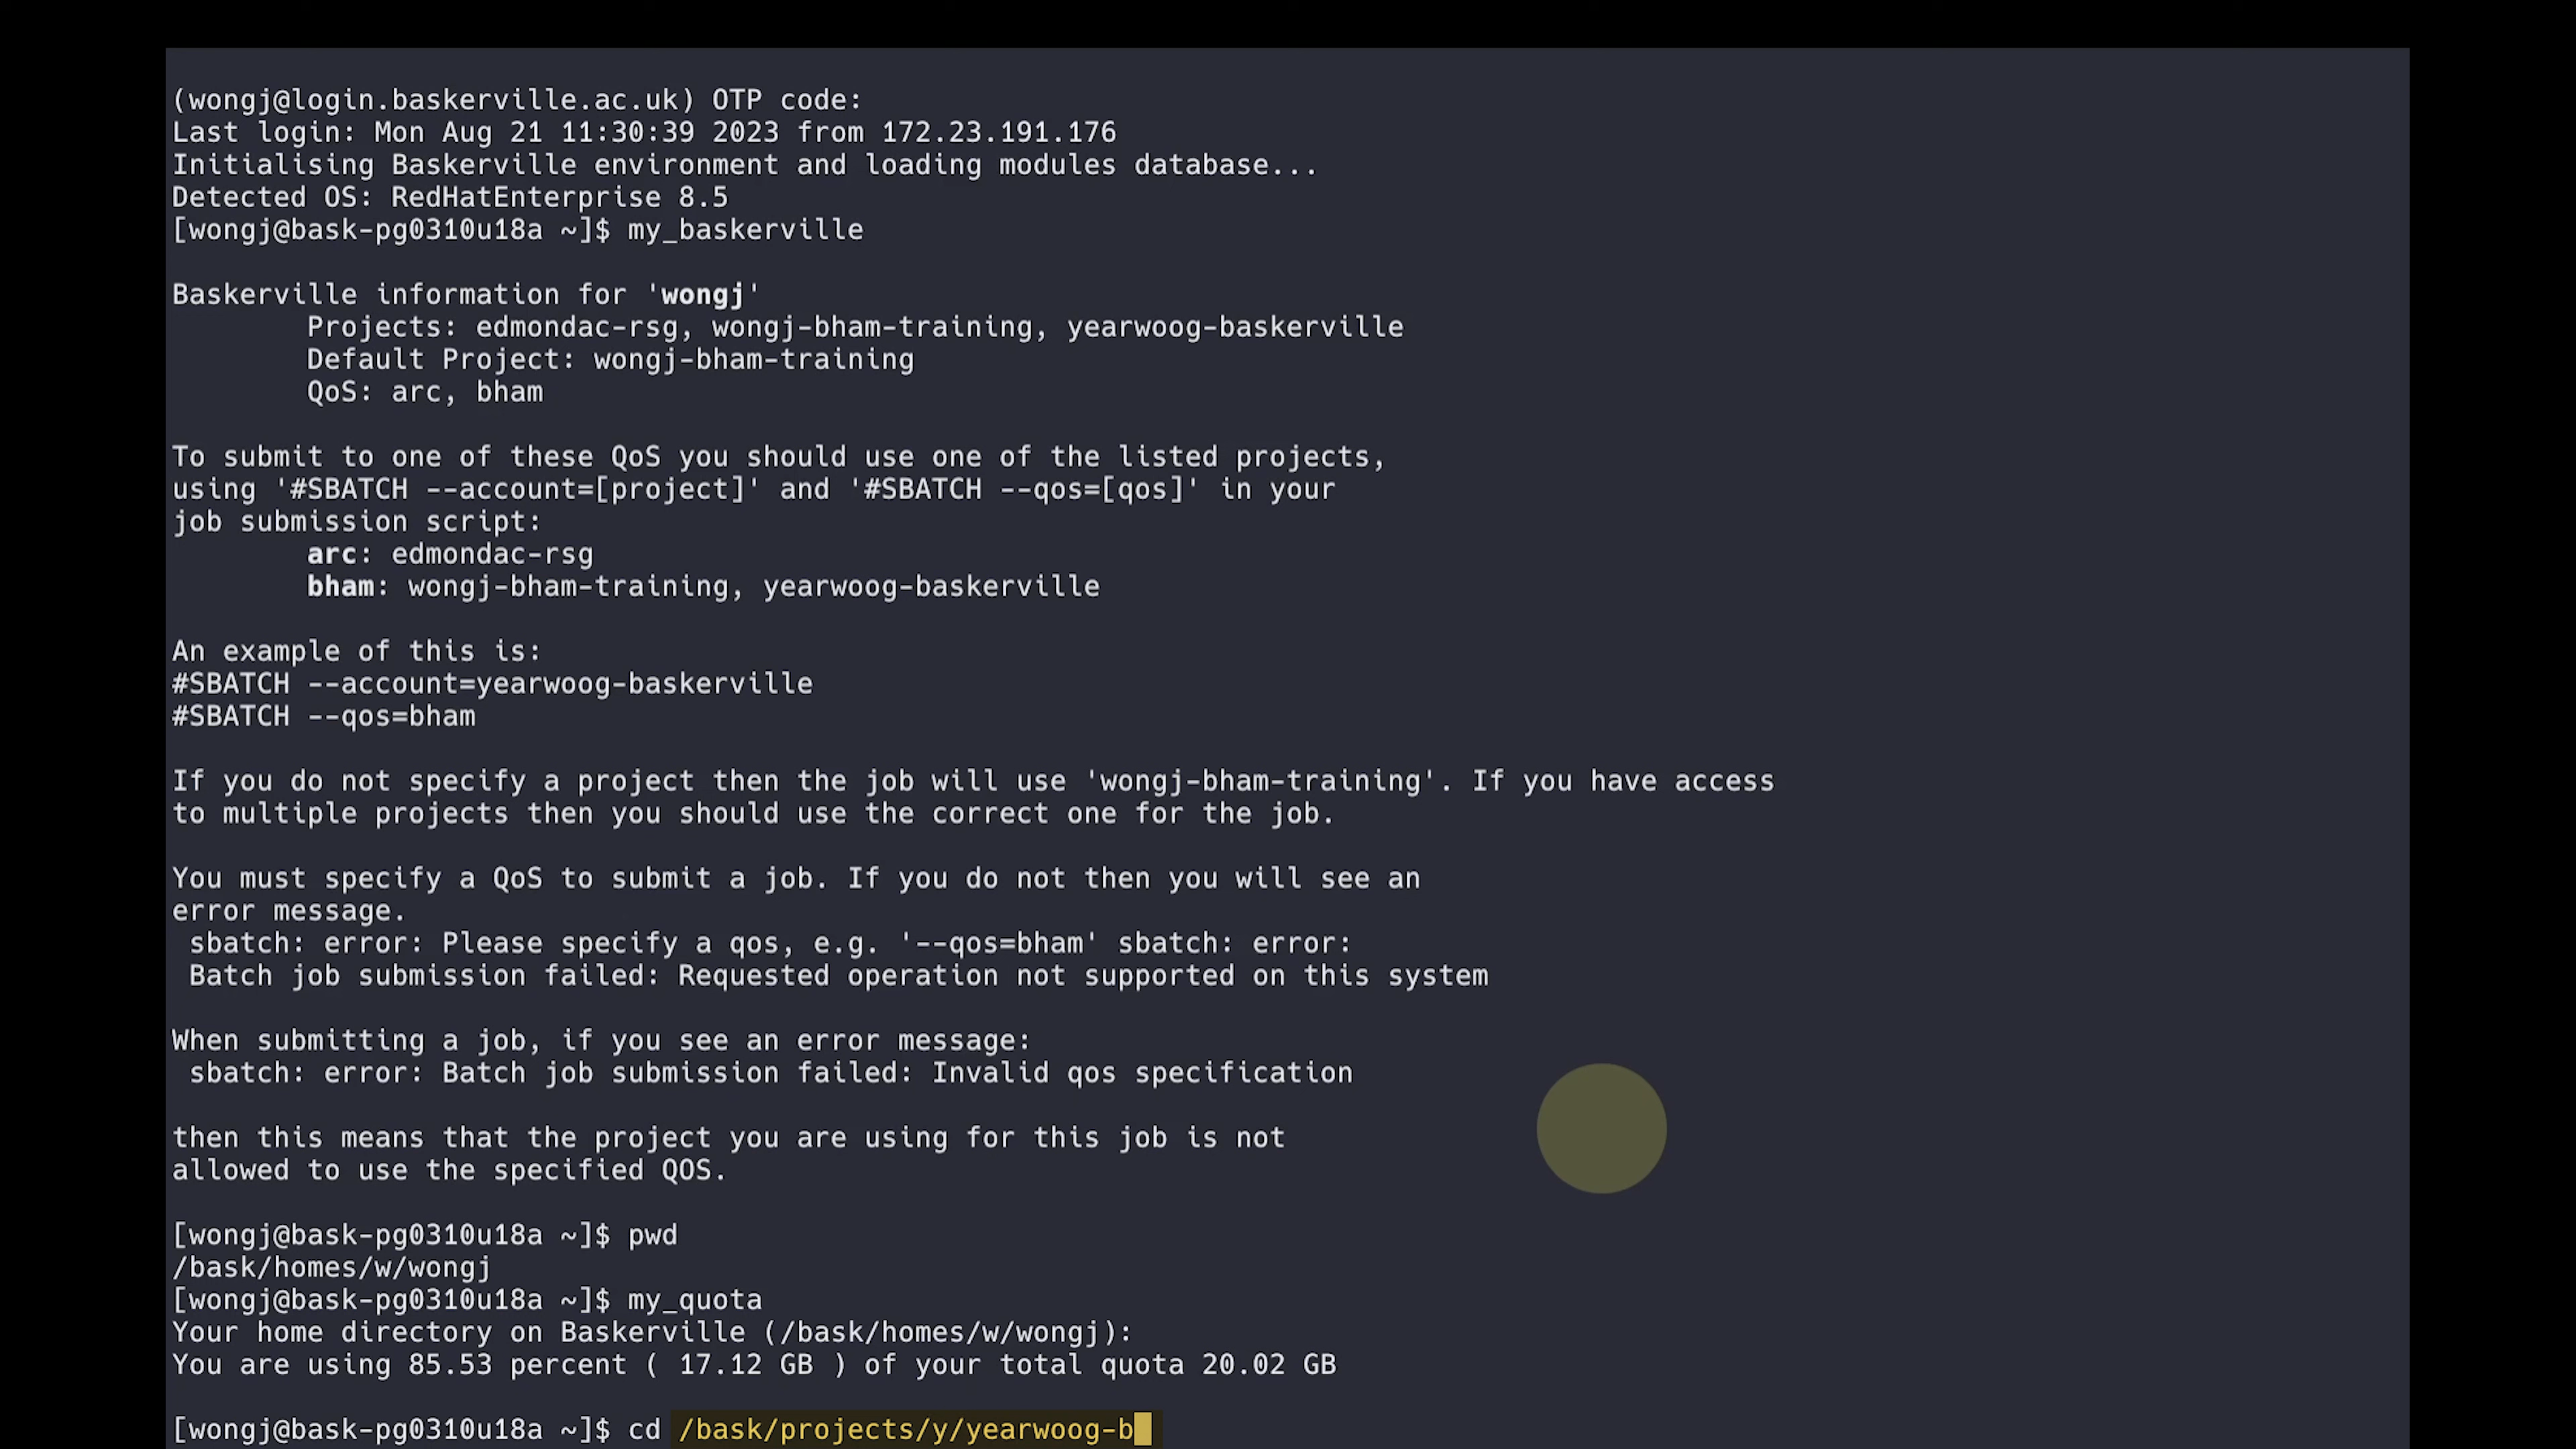 (wongj@login.baskerville.ac.uk) OTP code:
Last login: Mon Aug 21 11:30:39 2023 from 172.23.191.176
Initialising Baskerville environment and loading modules database...
Detected OS: RedHatEnterprise 8.5
[wongj@bask-pg0310u18a ~]$ my_baskerville
Baskerville information for 'wongj'
Projects: edmondac-rsg, wongj-bham-training, yearwoog-baskerville
Default Project: wongj-bham-training
QoS: arc, bham
To submit to one of these QoS you should use one of the listed projects,
using '#SBATCH --account=[project]' and '#SBATCH --qos=[qos]' in your
job submission script:
arc: edmondac-rsg
bham: wongj-bham-training, yearwoog-baskerville
An example of this is:
#SBATCH --account=yearwoog-baskerville
#SBATCH --qos=bham
If you do not specify a project then the job will use 'wongj-bham-training'. If you have access
to multiple projects then you should use the correct one for the job.
You must specify a QoS to submit a job. If you do not then you will see an
error message.
sbatch: error: Please specify a qos, e.g. '--qos=bham' sbatch: error:
Batch job submission failed: Requested operation not supported on this system
When submitting a job, if you see an error message:
sbatch: error: Batch job submission failed: Invalid qos specification
then this means that the project you are using for this job is not
allowed to use the specified QOS.
[wongj@bask-pg0310u18a ~]$ pwd
/bask/homes/w/wongj
[wongj@bask-pg0310u18a ~]$ my_quota
Your home directory on Baskerville (/bask/homes/w/wongj):
You are using 85.53 percent ( 17.12 GB ) of your total quota 20.02 GB
[wongj@bask-pg0310u18a ~]$ cd /bask/projects/y/yearwoog-b